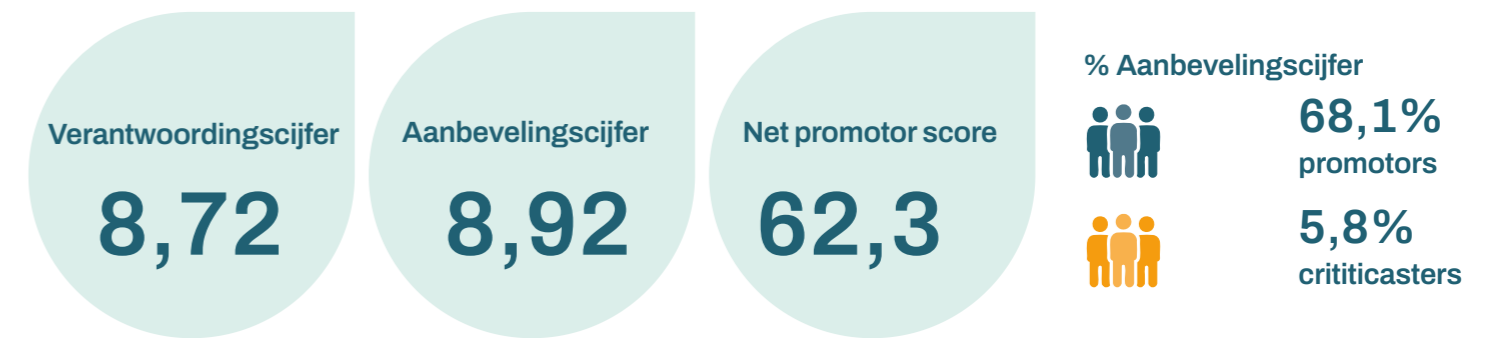 Verantwoordingscijfer
8,72
Aanbevelingscijfer
8,92
Net promotor score
62,3
% Aanbevelingscijfer
68,1%
promotors
5,8%
crititicasters